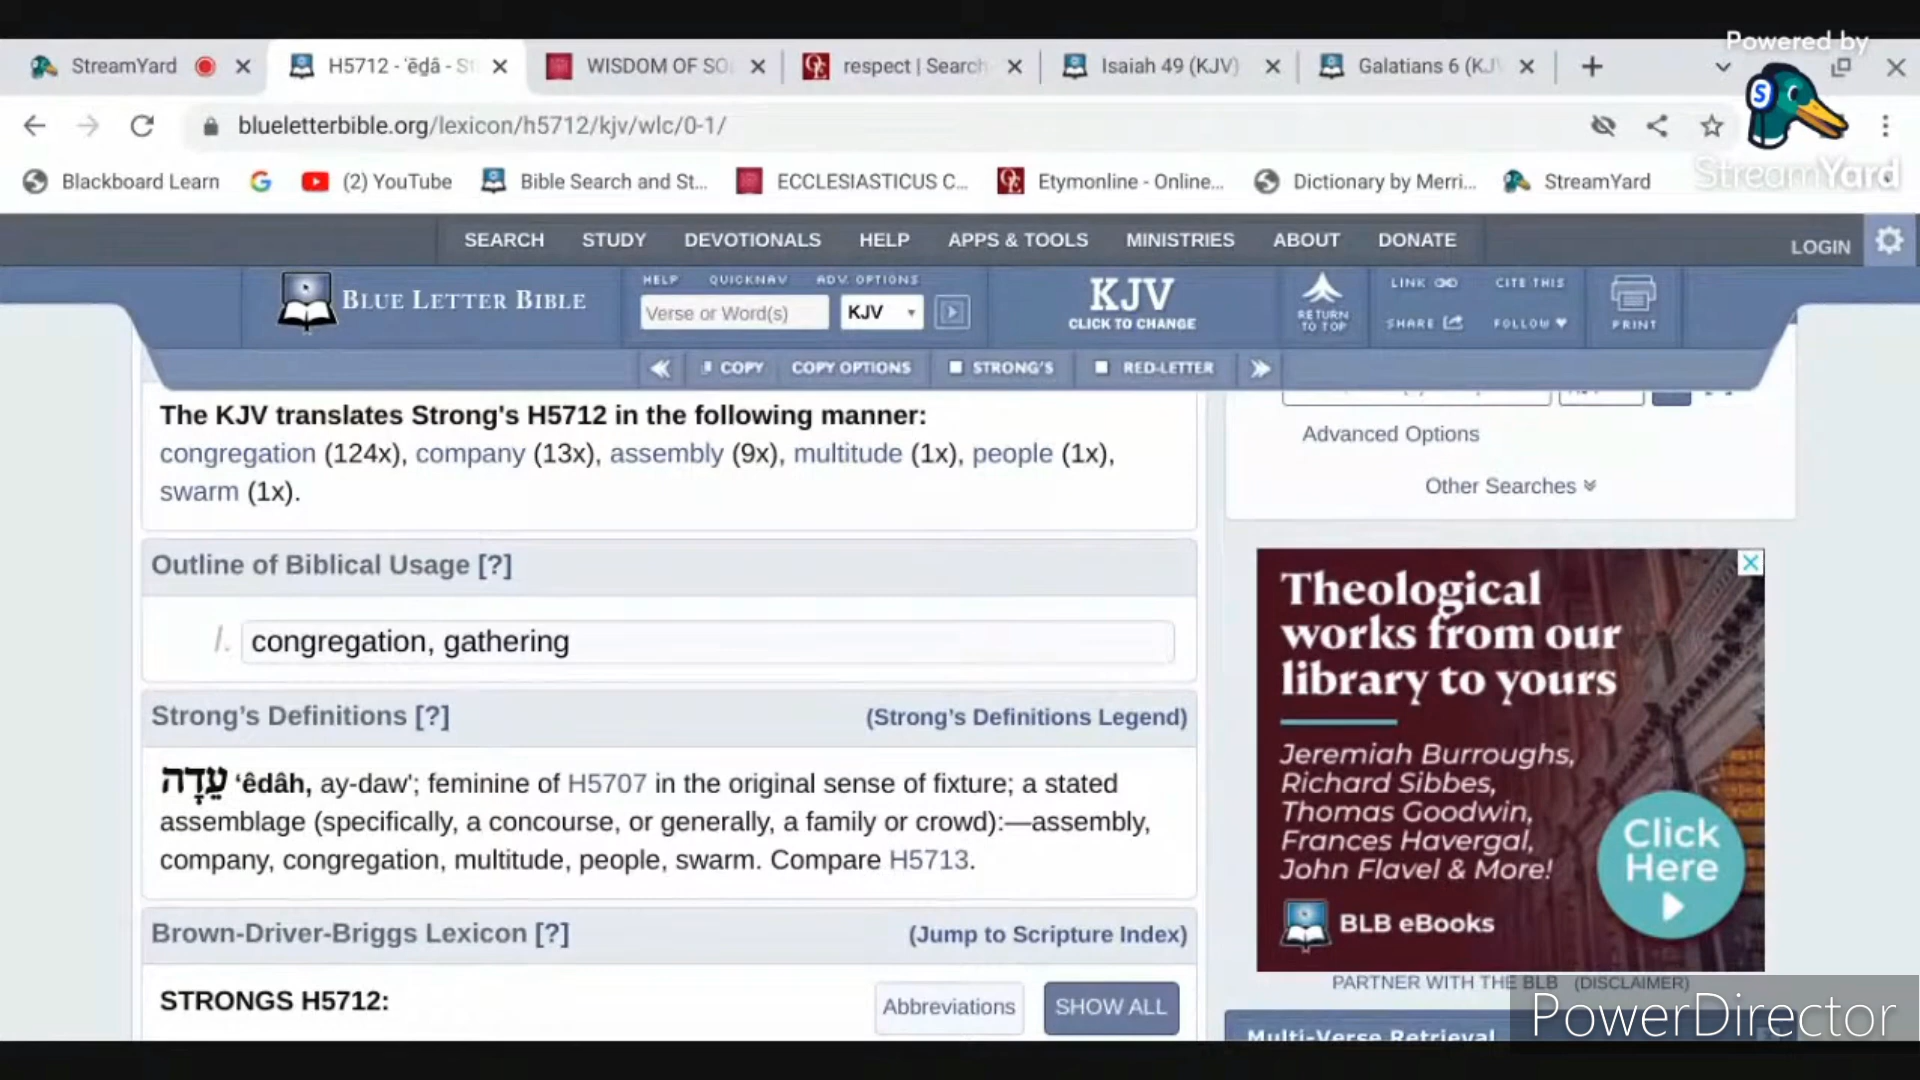 Powered by
StreamYard
H5712 - ʿēḏâ - St
WISDOM OF SO
respect | Search
Isaiah 49 (KJV)
Galatians 6 (KJV
blueletterbible.org/lexicon/h5712/kjv/wlc/0-1/
StreamYard
Blackboard Learn
(2) YouTube
Bible Search and St...
ECCLESIASTICUS C...
Etymonline - Online...
Dictionary by Merri...
StreamYard
SEARCH STUDY DEVOTIONALS HELP APPS & TOOLS MINISTRIES ABOUT DONATE
LOGIN
BLUE LETTER BIBLE
HELP QUICKNAV ADV. OPTIONS
Verse or Word(s)
KJV
KJV
CLICK TO CHANGE
RETURN
TO TOP
LINK
CITE THIS
SHARE
FOLLOW
PRINT
COPY COPY OPTIONS STRONG'S RED-LETTER
The KJV translates Strong's H5712 in the following manner:
congregation (124x), company (13x), assembly (9x), multitude (1x), people (1x),
swarm (1x).
Outline of Biblical Usage [?]
I. congregation, gathering
Strong's Definitions [?]
(Strong's Definitions Legend)
עֵדָה ʻêdâh, ay-daw'; feminine of H5707 in the original sense of fixture; a stated
assemblage (specifically, a concourse, or generally, a family or crowd):—assembly,
company, congregation, multitude, people, swarm. Compare H5713.
Brown-Driver-Briggs Lexicon [?]
(Jump to Scripture Index)
STRONGS H5712:
Abbreviations
SHOW ALL
Advanced Options
Other Searches
Theological
works from our
library to yours
Jeremiah Burroughs,
Richard Sibbes,
Thomas Goodwin,
Frances Havergal,
John Flavel & More!
Click
Here
BLB eBooks
PARTNER WITH THE BLB (DISCLAIMER)
Multi-Verse Retrieval
PowerDirector